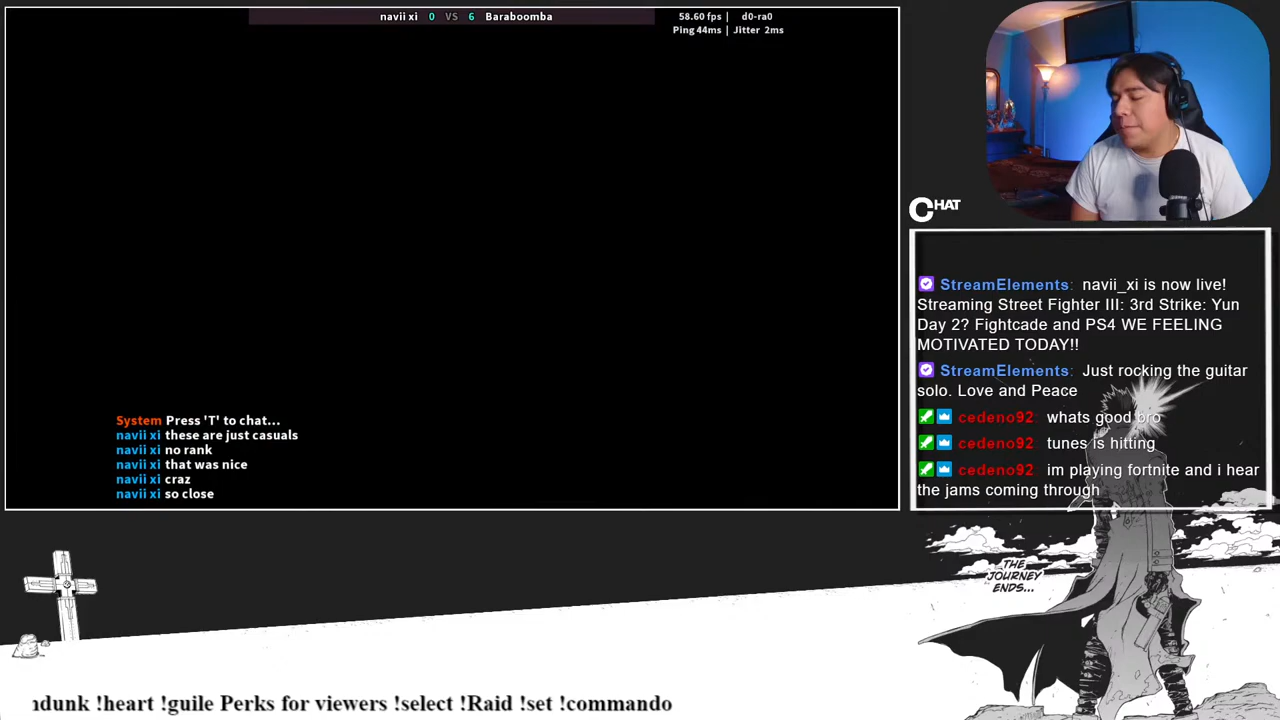 navii xi 0 VS 6 Baraboomba
58.60 fps | d0-ra0
Ping 44ms | Jitter 2ms
CHAT
StreamElements: navii_xi is now live!
Streaming Street Fighter III: 3rd Strike: Yun
Day 2? Fightcade and PS4 WE FEELING
MOTIVATED TODAY!!
StreamElements: Just rocking the guitar
solo. Love and Peace
cedeno92: whats good bro
cedeno92: tunes is hitting
cedeno92: im playing fortnite and i hear
the jams coming through
System Press 'T' to chat...
navii xi these are just casuals
navii xi no rank
navii xi that was nice
navii xi craz
navii xi so close
THE
JOURNEY
ENDS...
!heart !guile Perks for viewers !select !Raid !set !commando